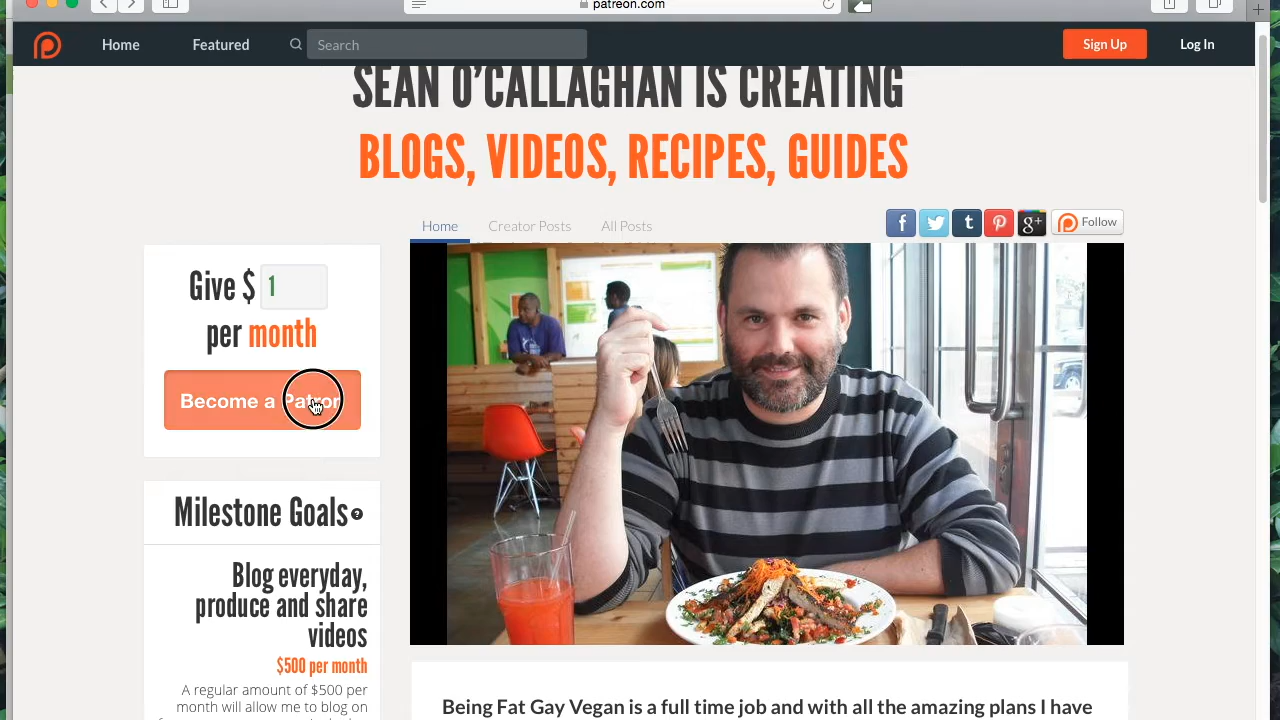 patreon.com
Home
Featured
Search
Sign Up
Log In
SEAN O'CALLAGHAN IS CREATING
BLOGS, VIDEOS, RECIPES, GUIDES
Home
Creator Posts
All Posts
f
t
g+
Follow
Give $ 1
per month
Become a Patron
Milestone Goals ?
Blog everyday,
produce and share
videos
$500 per month
A regular amount of $500 per
month will allow me to blog on
Being Fat Gay Vegan is a full time job and with all the amazing plans I have